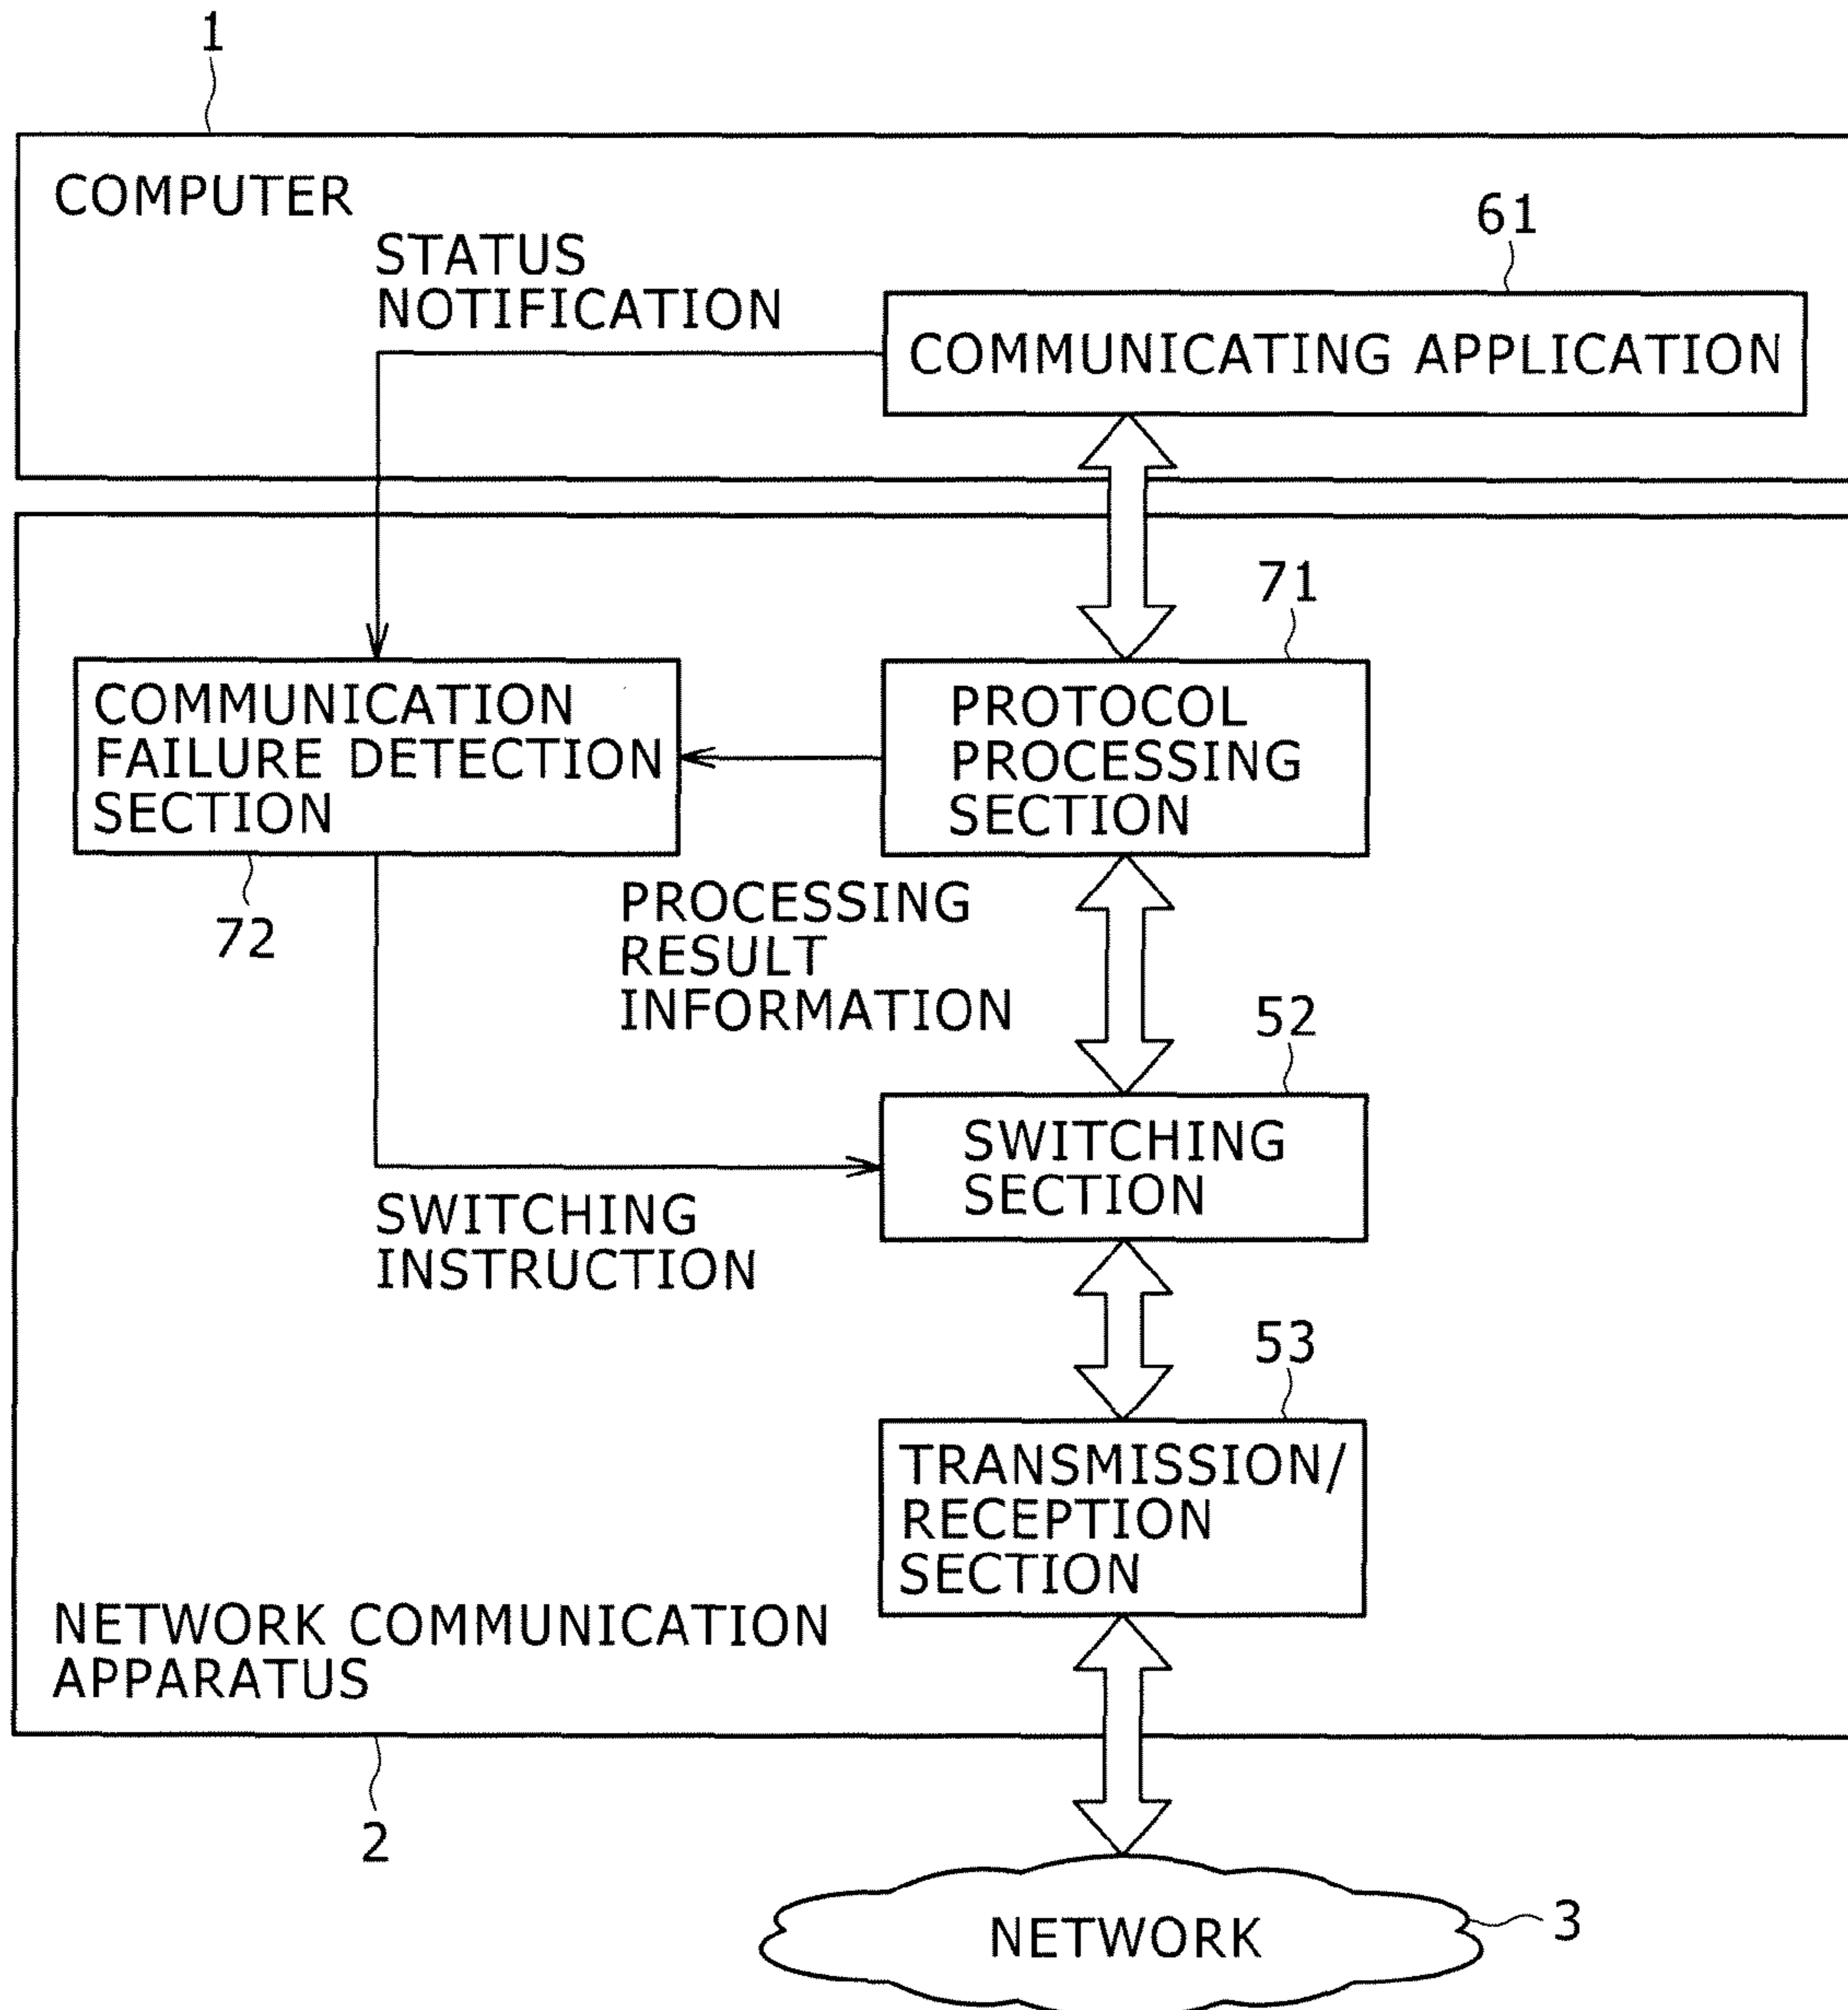 1
COMPUTER
61
STATUS
NOTIFICATION
COMMUNICATING APPLICATION
71
COMMUNICATION
FAILURE DETECTION
SECTION
PROTOCOL
PROCESSING
SECTION
72
PROCESSING
RESULT
INFORMATION
52
SWITCHING
SECTION
SWITCHING
INSTRUCTION
53
TRANSMISSION/
RECEPTION
SECTION
NETWORK COMMUNICATION
APPARATUS
2
NETWORK
3